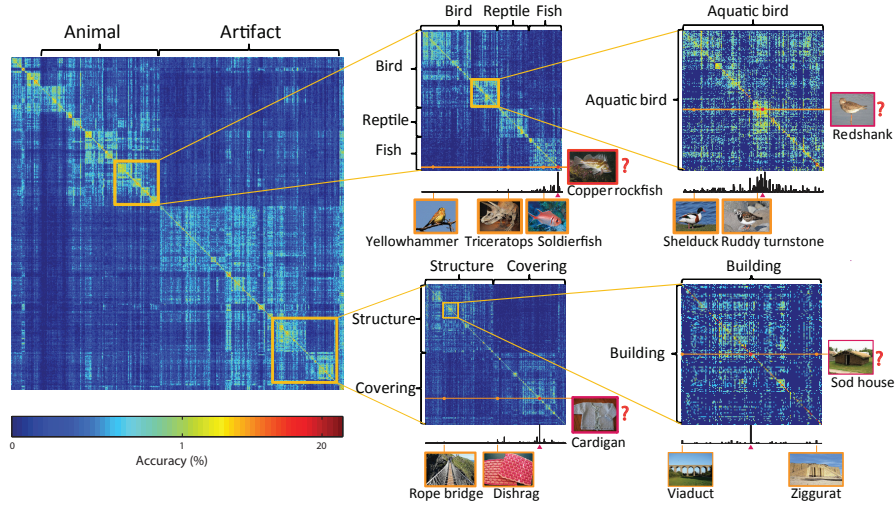 Animal
Artifact
Accuracy (%)
0
1
20
Bird
Reptile
Fish
Bird
Reptile
Fish
?
Copper rockfish
Yellowhammer
Triceratops
Soldierfish
Aquatic bird
Aquatic bird
?
Redshank
Shelduck
Ruddy turnstone
Structure
Covering
Structure
Covering
?
Cardigan
Rope bridge
Dishrag
Building
Building
?
Sod house
Viaduct
Ziggurat